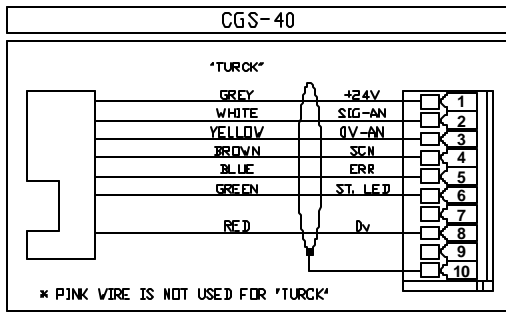 CGS-40
"TURCK"
GREY +24V 1
WHITE SIG-AN 2
YELLOW 0V-AN 3
BROWN SCN 4
BLUE ERR 5
GREEN ST. LED 6
7
RED 0v 8
9
10
* PINK WIRE IS NOT USED FOR "TURCK"